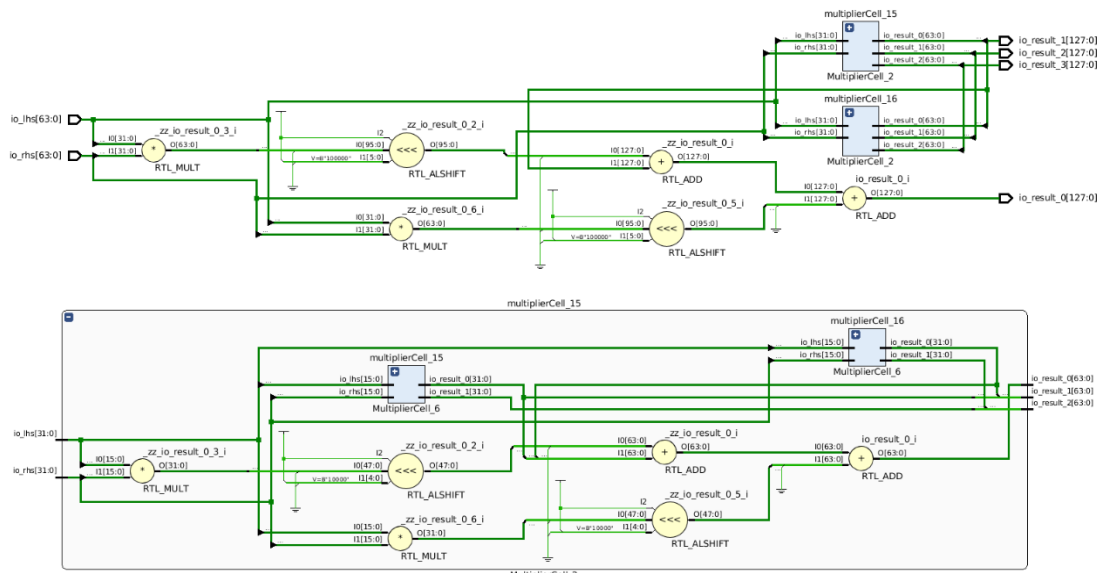 multiplierCell_15
io_lhs[31:0] io_result_0[63:0] io_result_1[127:0]
io_rhs[31:0] io_result_1[63:0] io_result_2[127:0]
io_result_2[63:0] io_result_3[127:0]
MultiplierCell_2
multiplierCell_16
io_lhs[63:0] _zz_io_result_0_3_i _zz_io_result_0_2_i io_lhs[31:0] io_result_0[63:0]
io_rhs[31:0] io_result_1[63:0]
io_result_2[63:0]
MultiplierCell_2
I2
io_rhs[63:0] I0[31:0] * O[63:0] I0[95:0] <<< O[95:0]
I1[31:0] V=B"100000" I1[5:0]
RTL_MULT RTL_ALSHIFT
_zz_io_result_0_i
I0[127:0] + O[127:0]
I1[127:0]
RTL_ADD
io_result_0_i
I0[127:0] + O[127:0] io_result_0[127:0]
I1[127:0]
RTL_ADD
_zz_io_result_0_6_i _zz_io_result_0_5_i
I0[31:0] * O[63:0] I2
I1[31:0] I0[95:0] <<< O[95:0]
RTL_MULT V=B"100000" I1[5:0]
RTL_ALSHIFT
multiplierCell_15
multiplierCell_16
io_lhs[15:0] io_result_0[31:0]
io_rhs[15:0] io_result_1[31:0]
MultiplierCell_6
multiplierCell_15
io_lhs[15:0] io_result_0[31:0] io_result_0[63:0]
io_rhs[15:0] io_result_1[31:0] io_result_1[63:0]
MultiplierCell_6 io_result_2[63:0]
io_lhs[31:0] _zz_io_result_0_3_i _zz_io_result_0_2_i _zz_io_result_0_i io_result_0_i
I2 I0[63:0] + O[63:0] I0[63:0] + O[63:0]
I1[63:0] I1[63:0]
io_rhs[31:0] I0[15:0] * O[31:0] I0[47:0] <<< O[47:0] RTL_ADD RTL_ADD
I1[15:0] V=B"10000" I1[4:0]
RTL_MULT RTL_ALSHIFT
_zz_io_result_0_6_i _zz_io_result_0_5_i
I0[15:0] * O[31:0] I2
I1[15:0] I0[47:0] <<< O[47:0]
RTL_MULT V=B"10000" I1[4:0]
RTL_ALSHIFT